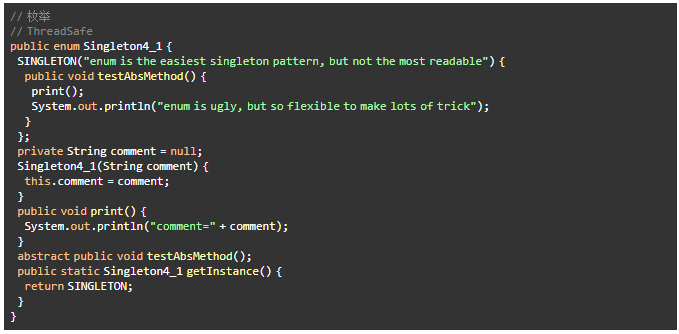 // 枚举
// ThreadSafe
public enum Singleton4_1 {
SINGLETON("enum is the easiest singleton pattern, but not the most readable") {
public void testAbsMethod() {
print();
System.out.println("enum is ugly, but so flexible to make lots of trick");
}
};
private String comment = null;
Singleton4_1(String comment) {
this.comment = comment;
}
public void print() {
System.out.println("comment=" + comment);
}
abstract public void testAbsMethod();
public static Singleton4_1 getInstance() {
return SINGLETON;
}
}